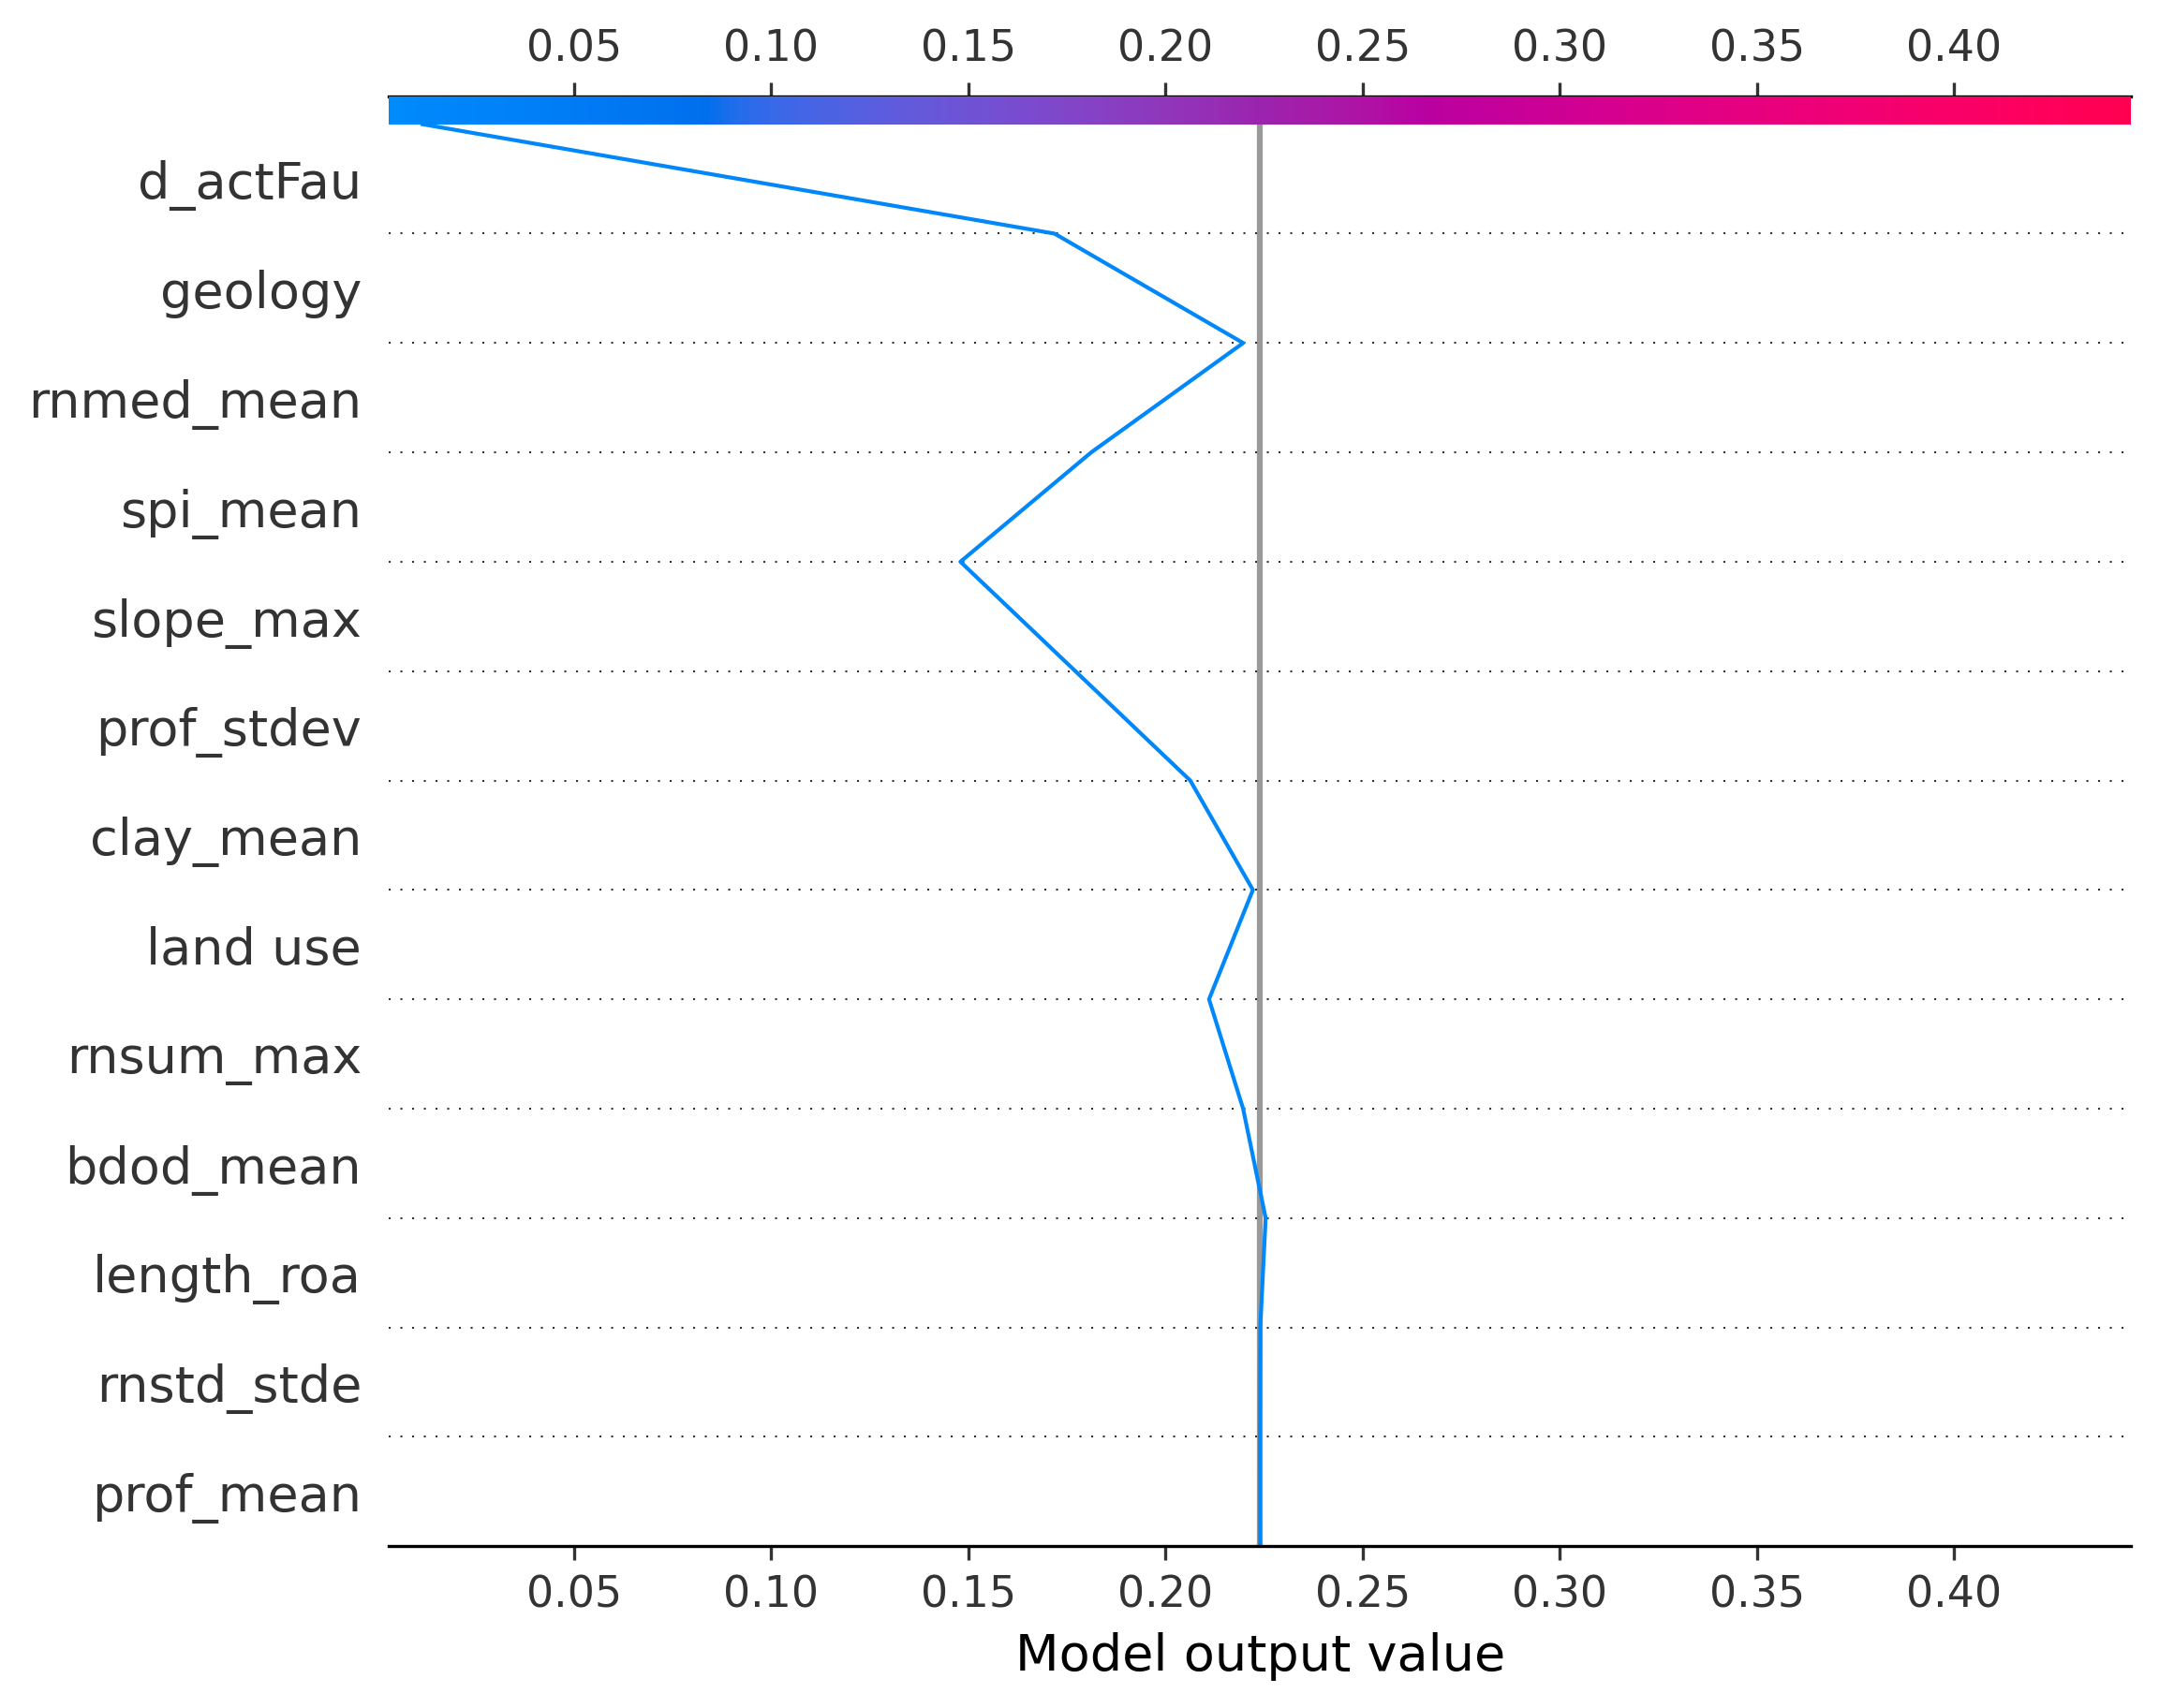 0.05 0.10 0.15 0.20 0.25 0.30 0.35 0.40
d_actFau
geology
rnmed_mean
spi_mean
slope_max
prof_stdev
clay_mean
land use
rnsum_max
bdod_mean
length_roa
rnstd_stde
prof_mean
0.05 0.10 0.15 0.20 0.25 0.30 0.35 0.40
Model output value